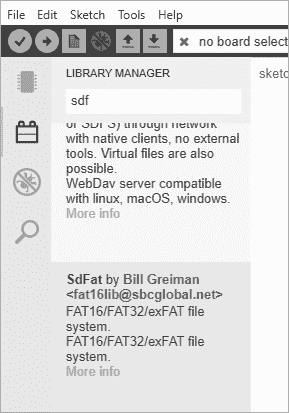 File Edit Sketch Tools Help
no board select
LIBRARY MANAGER
sketc
sdf
or SDFS) through network
with native clients, no external
tools. Virtual files are also
possible.
WebDav server compatible
with linux, macOS, windows.
More info
SdFat by Bill Greiman
<fat16lib@sbcglobal.net>
FAT16/FAT32/exFAT file
system.
FAT16/FAT32/exFAT file
system.
More info